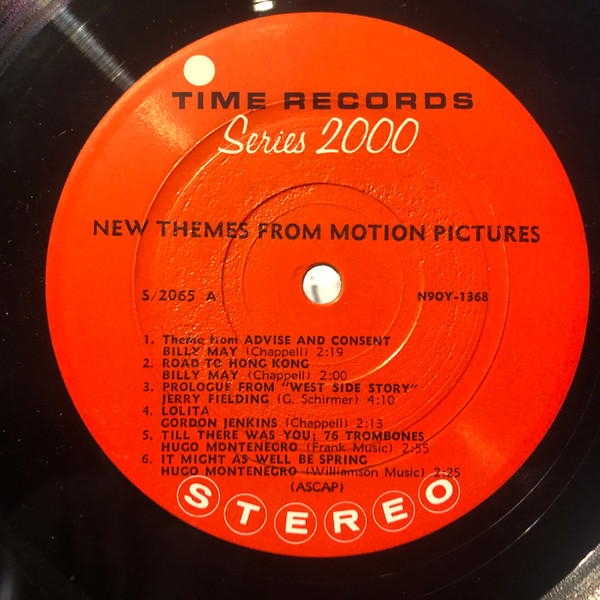 TIME RECORDS
Series 2000
NEW THEMES FROM MOTION PICTURES
S/2065 A N9OY-1368
1. Theme from ADVISE AND CONSENT
BILLY MAY (Chappell) 2:19
2. ROAD TO HONG KONG
BILLY MAY (Chappell) 2:00
3. PROLOGUE FROM "WEST SIDE STORY"
JERRY FIELDING (G. Schirmer) 4:10
4. LOLITA
GORDON JENKINS (Chappell) 2:13
5. TILL THERE WAS YOU; 76 TROMBONES
HUGO MONTENEGRO (Frank Music) 2:55
6. IT MIGHT AS WELL BE SPRING
HUGO MONTENEGRO (Williamson Music) 2:25
(ASCAP)
STEREO